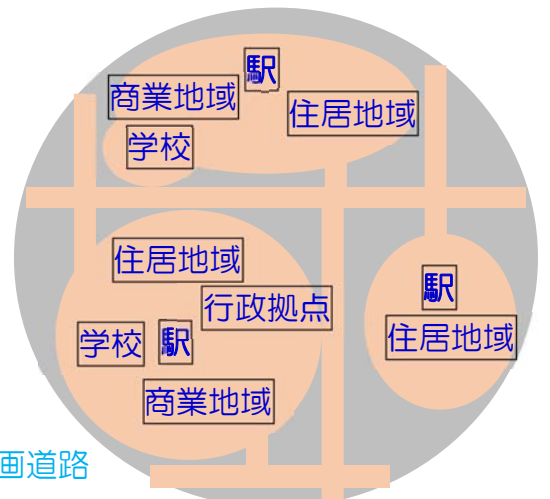 駅
商業地域
住居地域
学校
住居地域
行政拠点
駅
学校
駅
住居地域
商業地域
画道路